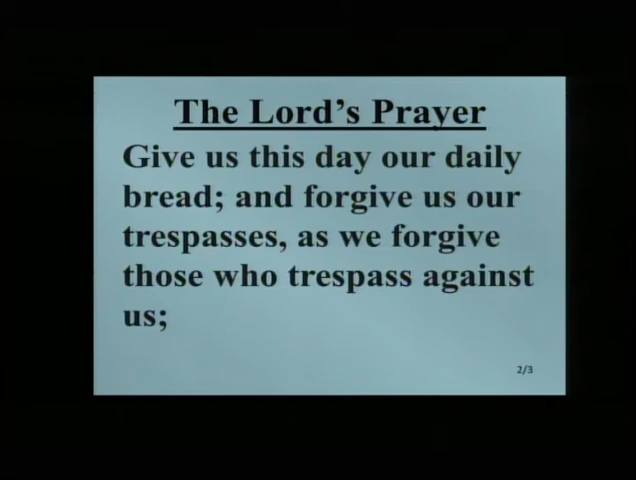 The Lord's Prayer
Give us this day our daily
bread; and forgive us our
trespasses, as we forgive
those who trespass against
us;
2/3